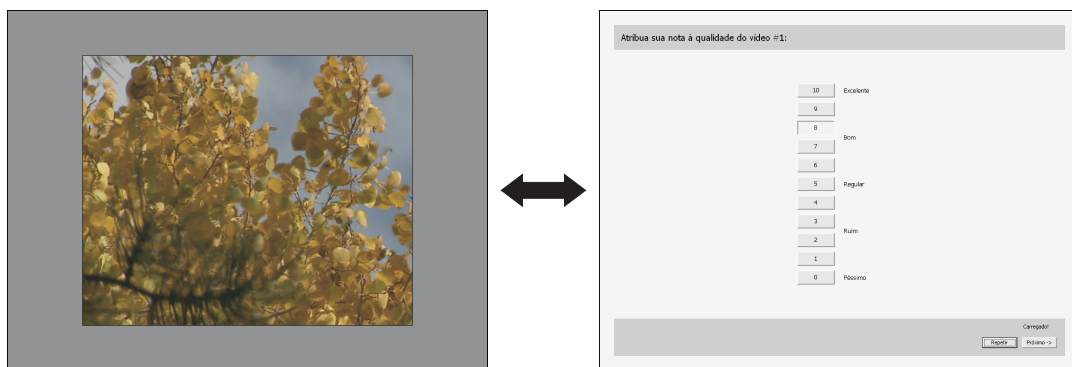 Atribua sua nota à qualidade do vídeo #1:
10 Excelente
9
8
Bom
7
6
5 Regular
4
3
Ruim
2
1
0 Péssimo
Carregado!
Repetir Próximo ->